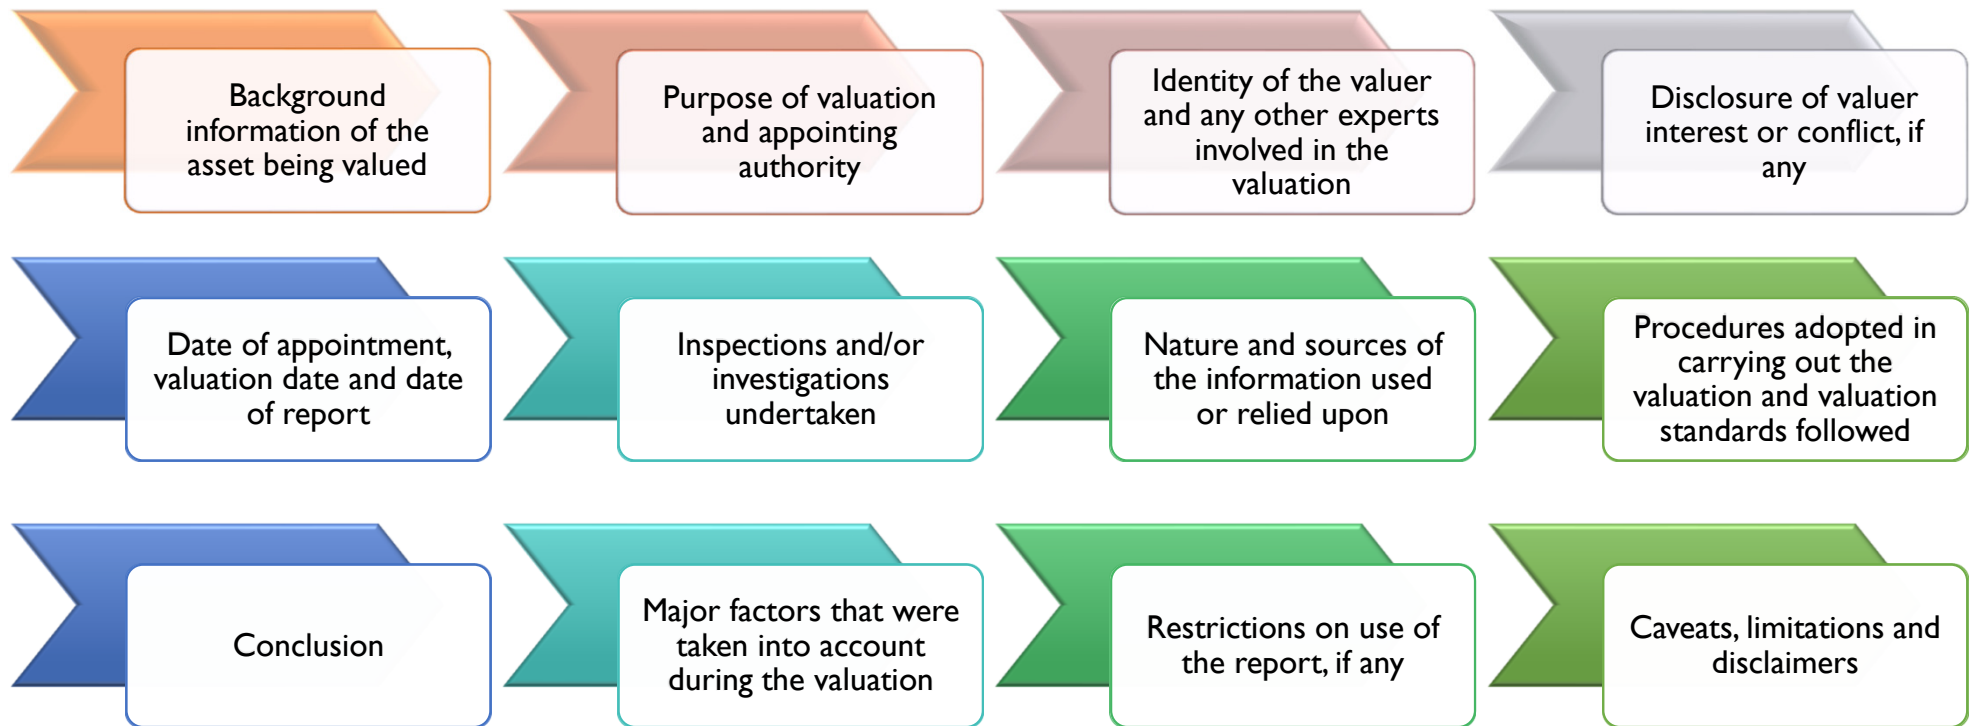 Background
information of the
asset being valued
Purpose of valuation
and appointing
authority
Identity of the valuer
and any other experts
involved in the
valuation
Disclosure of valuer
interest or conflict, if
any
Date of appointment,
valuation date and date
of report
Inspections and/or
investigations
undertaken
Nature and sources of
the information used
or relied upon
Procedures adopted in
carrying out the
valuation and valuation
standards followed
Conclusion
Major factors that were
taken into account
during the valuation
Restrictions on use of
the report, if any
Caveats, limitations and
disclaimers